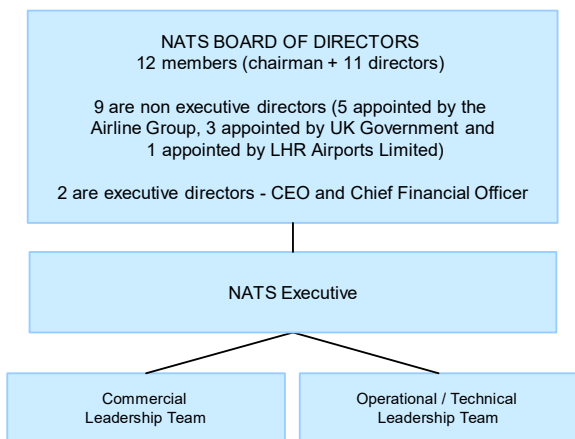 NATS BOARD OF DIRECTORS
12 members (chairman + 11 directors)
9 are non executive directors (5 appointed by the
Airline Group, 3 appointed by UK Government and
1 appointed by LHR Airports Limited)
2 are executive directors - CEO and Chief Financial Officer
NATS Executive
Commercial
Leadership Team
Operational / Technical
Leadership Team